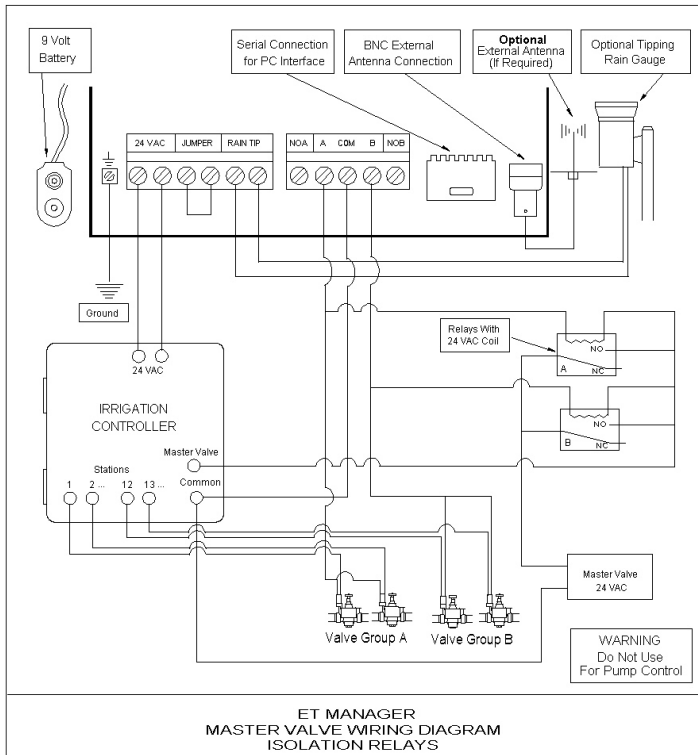 9 Volt
Battery
Serial Connection
for PC Interface
BNC External
Antenna Connection
Optional
External Antenna
(If Required)
Optional Tipping
Rain Gauge
24 VAC
JUMPER
RAIN TIP
NOA
A
COM
B
NOB
Ground
24 VAC
IRRIGATION
CONTROLLER
Master Valve
Stations
Common
1
2 ...
12
13 ...
Relays With
24 VAC Coil
NO
A
NC
NO
B
NC
Master Valve
24 VAC
Valve Group A
Valve Group B
WARNING
Do Not Use
For Pump Control
ET MANAGER
MASTER VALVE WIRING DIAGRAM
ISOLATION RELAYS